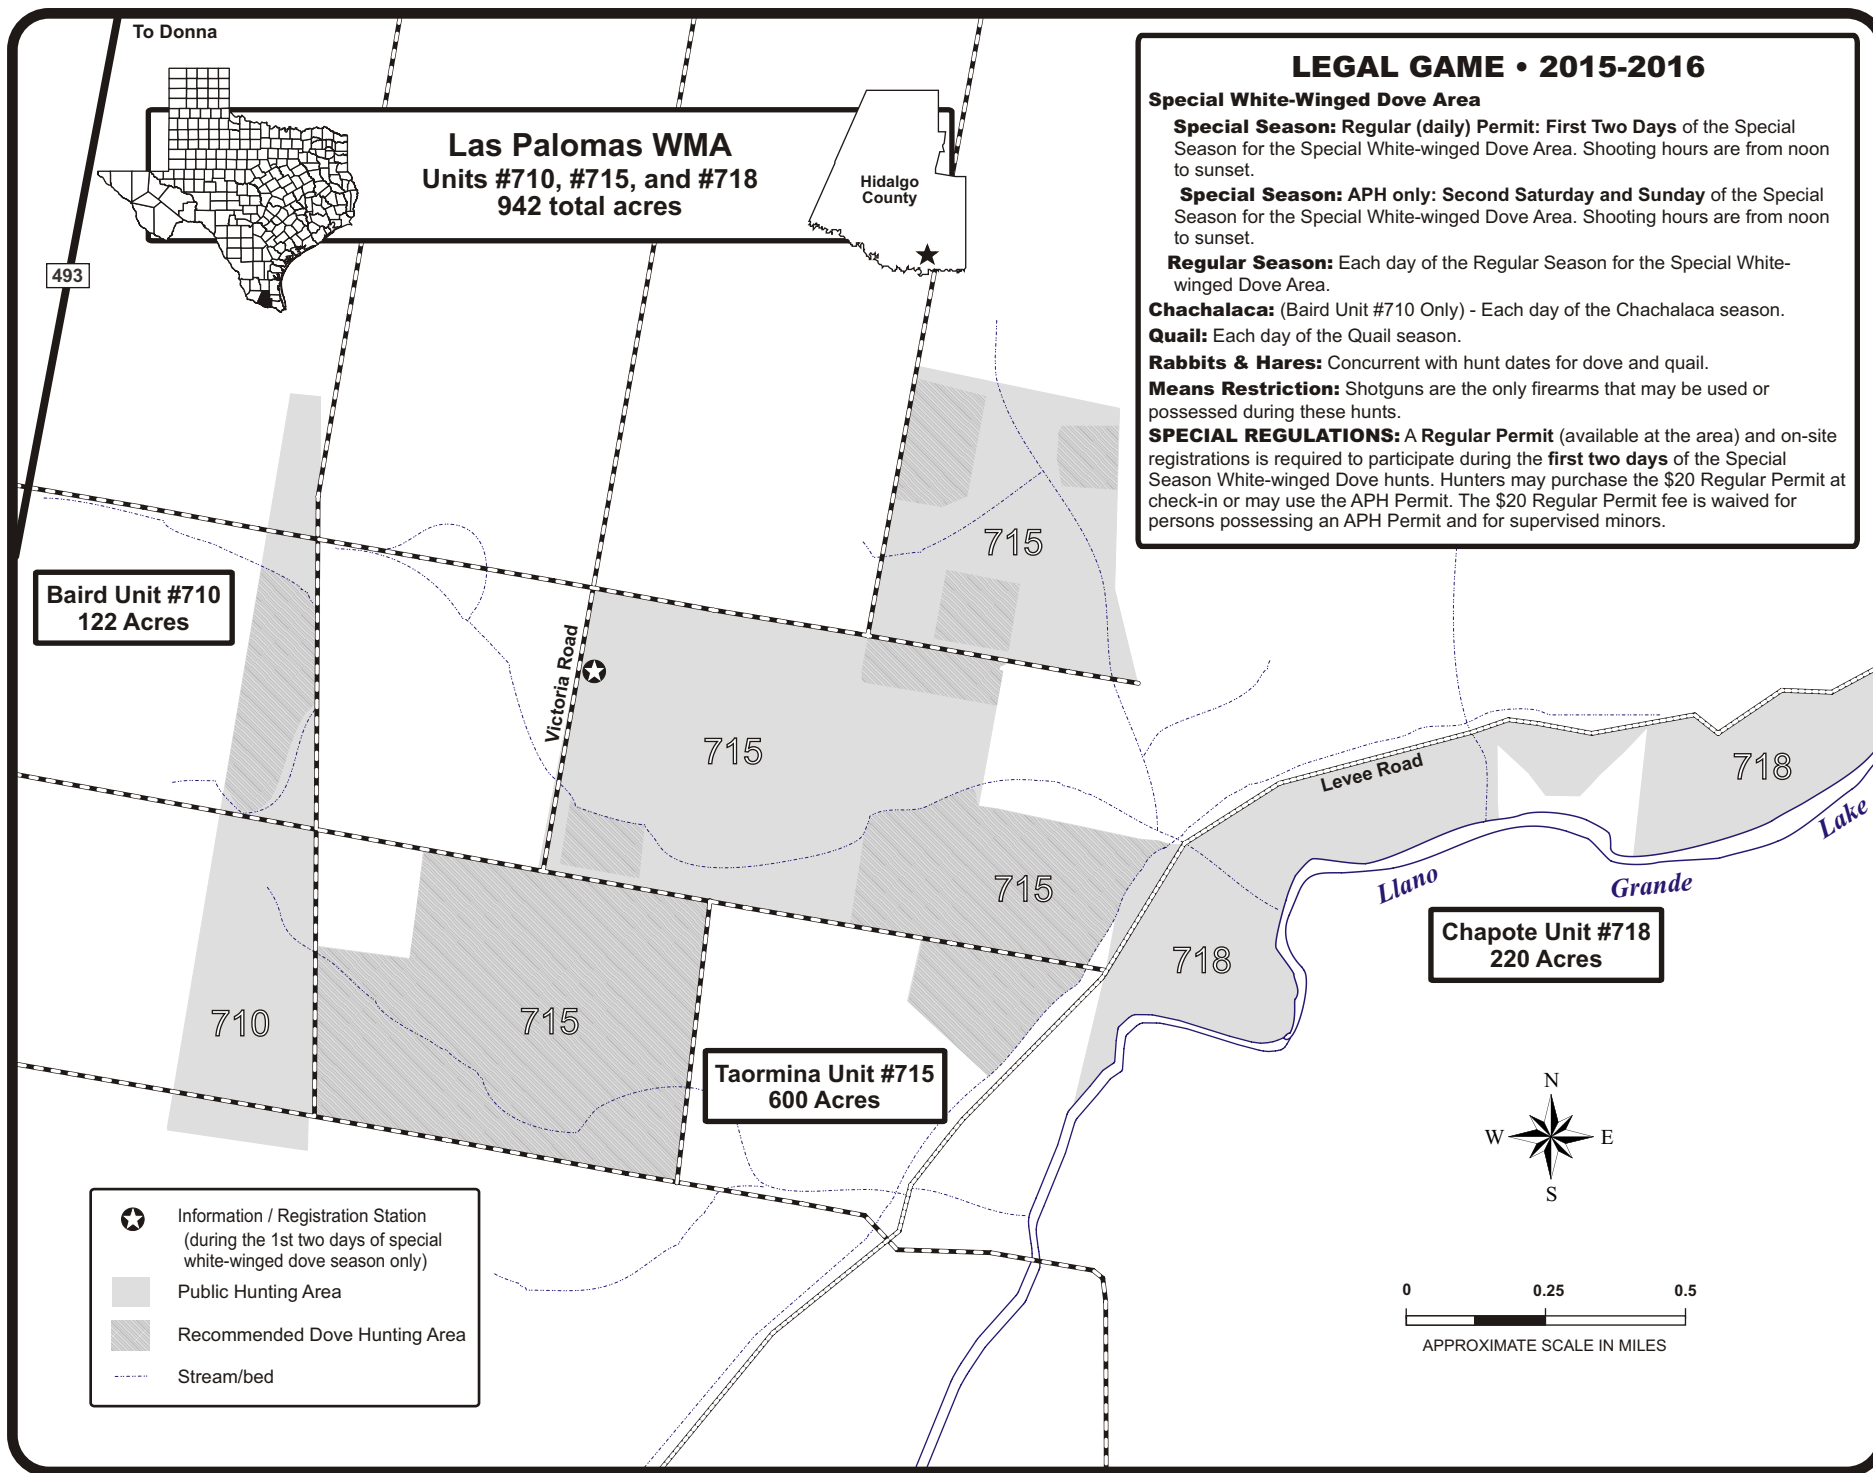 To Donna
Las Palomas WMA
Units #710, #715, and #718
942 total acres
Hidalgo
County
493
LEGAL GAME • 2015-2016
Special White-Winged Dove Area
Special Season: Regular (daily) Permit: First Two Days of the Special
Season for the Special White-winged Dove Area. Shooting hours are from noon
to sunset.
Special Season: APH only: Second Saturday and Sunday of the Special
Season for the Special White-winged Dove Area. Shooting hours are from noon
to sunset.
Regular Season: Each day of the Regular Season for the Special White-
winged Dove Area.
Chachalaca: (Baird Unit #710 Only) - Each day of the Chachalaca season.
Quail: Each day of the Quail season.
Rabbits & Hares: Concurrent with hunt dates for dove and quail.
Means Restriction: Shotguns are the only firearms that may be used or
possessed during these hunts.
SPECIAL REGULATIONS: A Regular Permit (available at the area) and on-site
registrations is required to participate during the first two days of the Special
Season White-winged Dove hunts. Hunters may purchase the $20 Regular Permit at
check-in or may use the APH Permit. The $20 Regular Permit fee is waived for
persons possessing an APH Permit and for supervised minors.
715
Baird Unit #710
122 Acres
Victoria Road
715
Levee Road
718
Lake
Llano
Grande
715
718
Chapote Unit #718
220 Acres
710
715
Taormina Unit #715
600 Acres
N
W
E
S
Information / Registration Station
(during the 1st two days of special
white-winged dove season only)
Public Hunting Area
Recommended Dove Hunting Area
Stream/bed
0
0.25
0.5
APPROXIMATE SCALE IN MILES